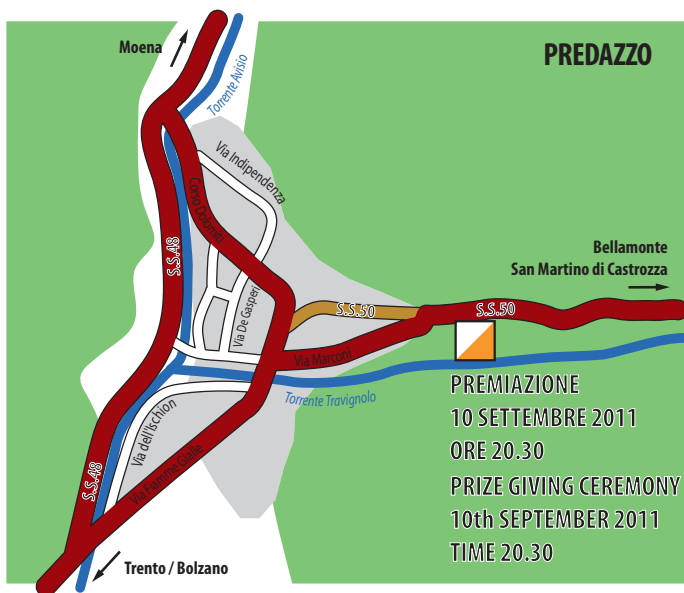 PREDAZZO
Moena
Torrente Avisio
Via Indipendenza
Corso Dolomiti
S.S.48
Bellamonte
San Martino di Castrozza
S.S.50
S.S.50
Via De Gasperi
Via Marconi
Torrente Travignolo
Via dell'Ischion
S.S.48
Via Fiamme Gialle
Trento / Bolzano
PREMIAZIONE
10 SETTEMBRE 2011
ORE 20.30
PRIZE GIVING CEREMONY
10th SEPTEMBER 2011
TIME 20.30